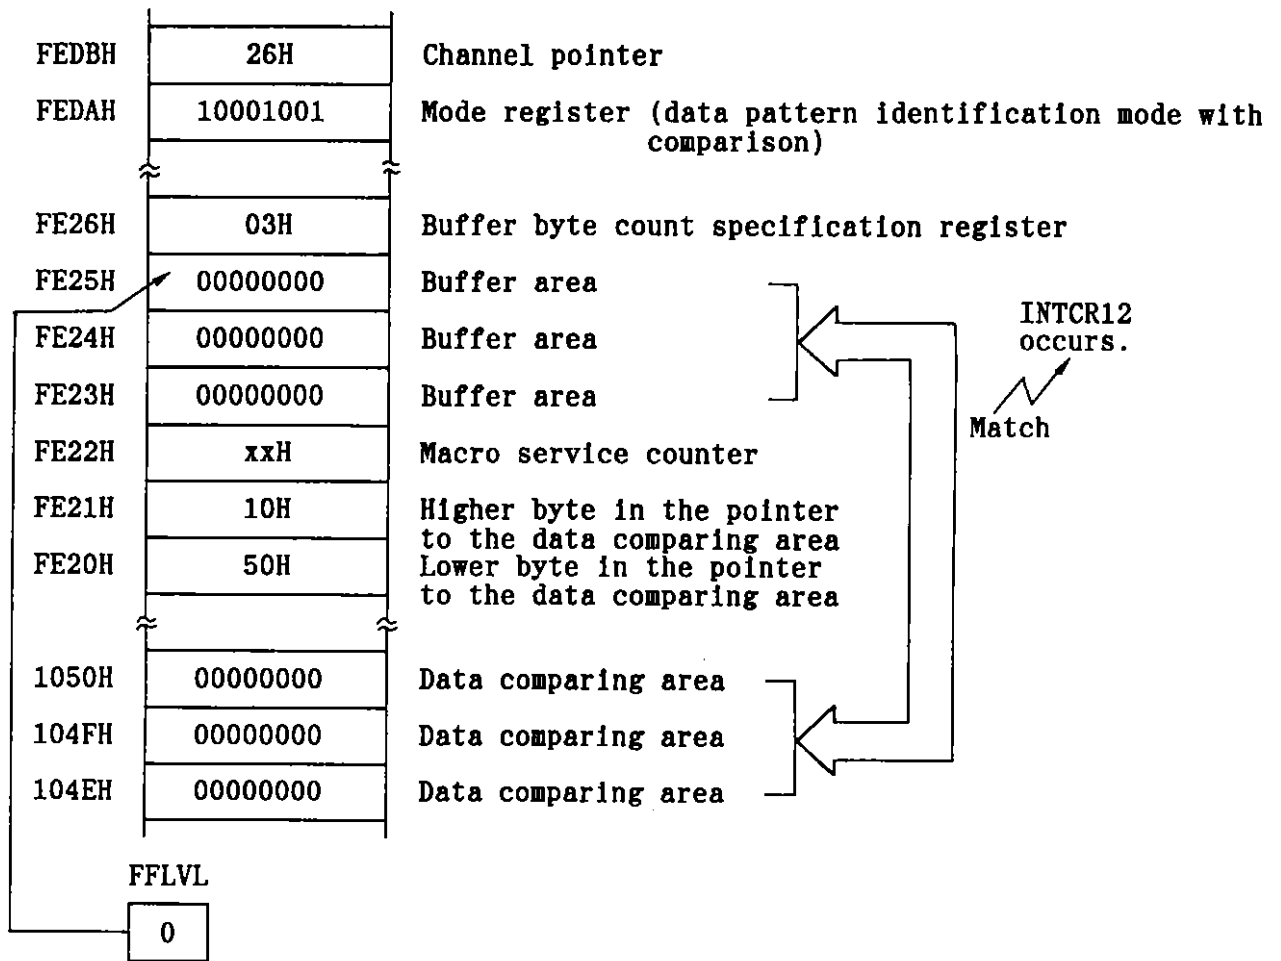 FEDBH 26H Channel pointer
FEDAH 10001001 Mode register (data pattern identification mode with
comparison)
FE26H 03H Buffer byte count specification register
FE25H 00000000 Buffer area
FE24H 00000000 Buffer area
FE23H 00000000 Buffer area
INTCR12
occurs.
Match
FE22H xxH Macro service counter
FE21H 10H Higher byte in the pointer
to the data comparing area
FE20H 50H Lower byte in the pointer
to the data comparing area
1050H 00000000 Data comparing area
104FH 00000000 Data comparing area
104EH 00000000 Data comparing area
FFLVL
0